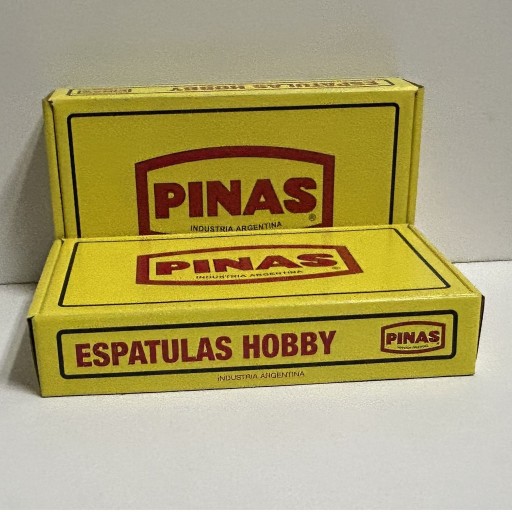 ESPATULAS HOBBY
PINAS
®
INDUSTRIA ARGENTINA
PINAS
®
INDUSTRIA ARGENTINA
ESPATULAS HOBBY
PINAS
INDUSTRIA ARGENTINA